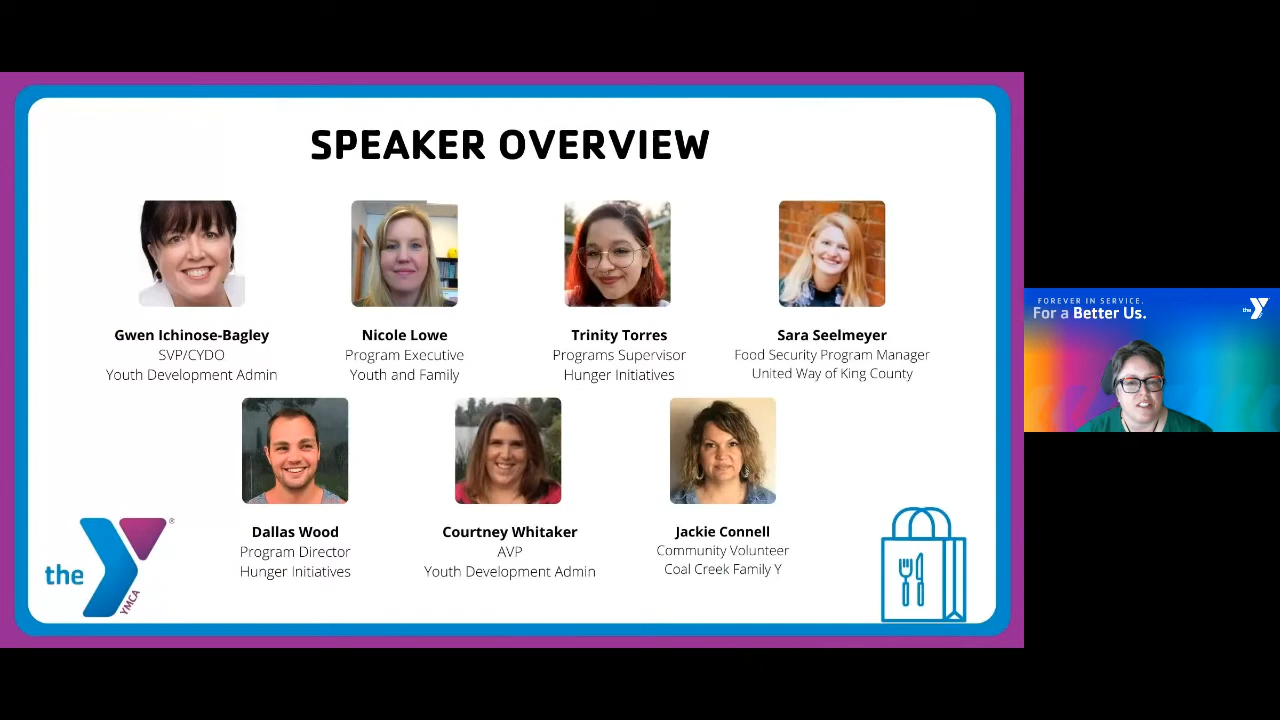 SPEAKER OVERVIEW
Gwen Ichinose-Bagley
SVP/CYDO
Youth Development Admin
Nicole Lowe
Program Executive
Youth and Family
Trinity Torres
Programs Supervisor
Hunger Initiatives
Sara Seelmeyer
Food Security Program Manager
United Way of King County
Dallas Wood
Program Director
Hunger Initiatives
Courtney Whitaker
AVP
Youth Development Admin
Jackie Connell
Community Volunteer
Coal Creek Family Y
the
YMCA
®
FOREVER IN SERVICE.
For a Better Us.
the